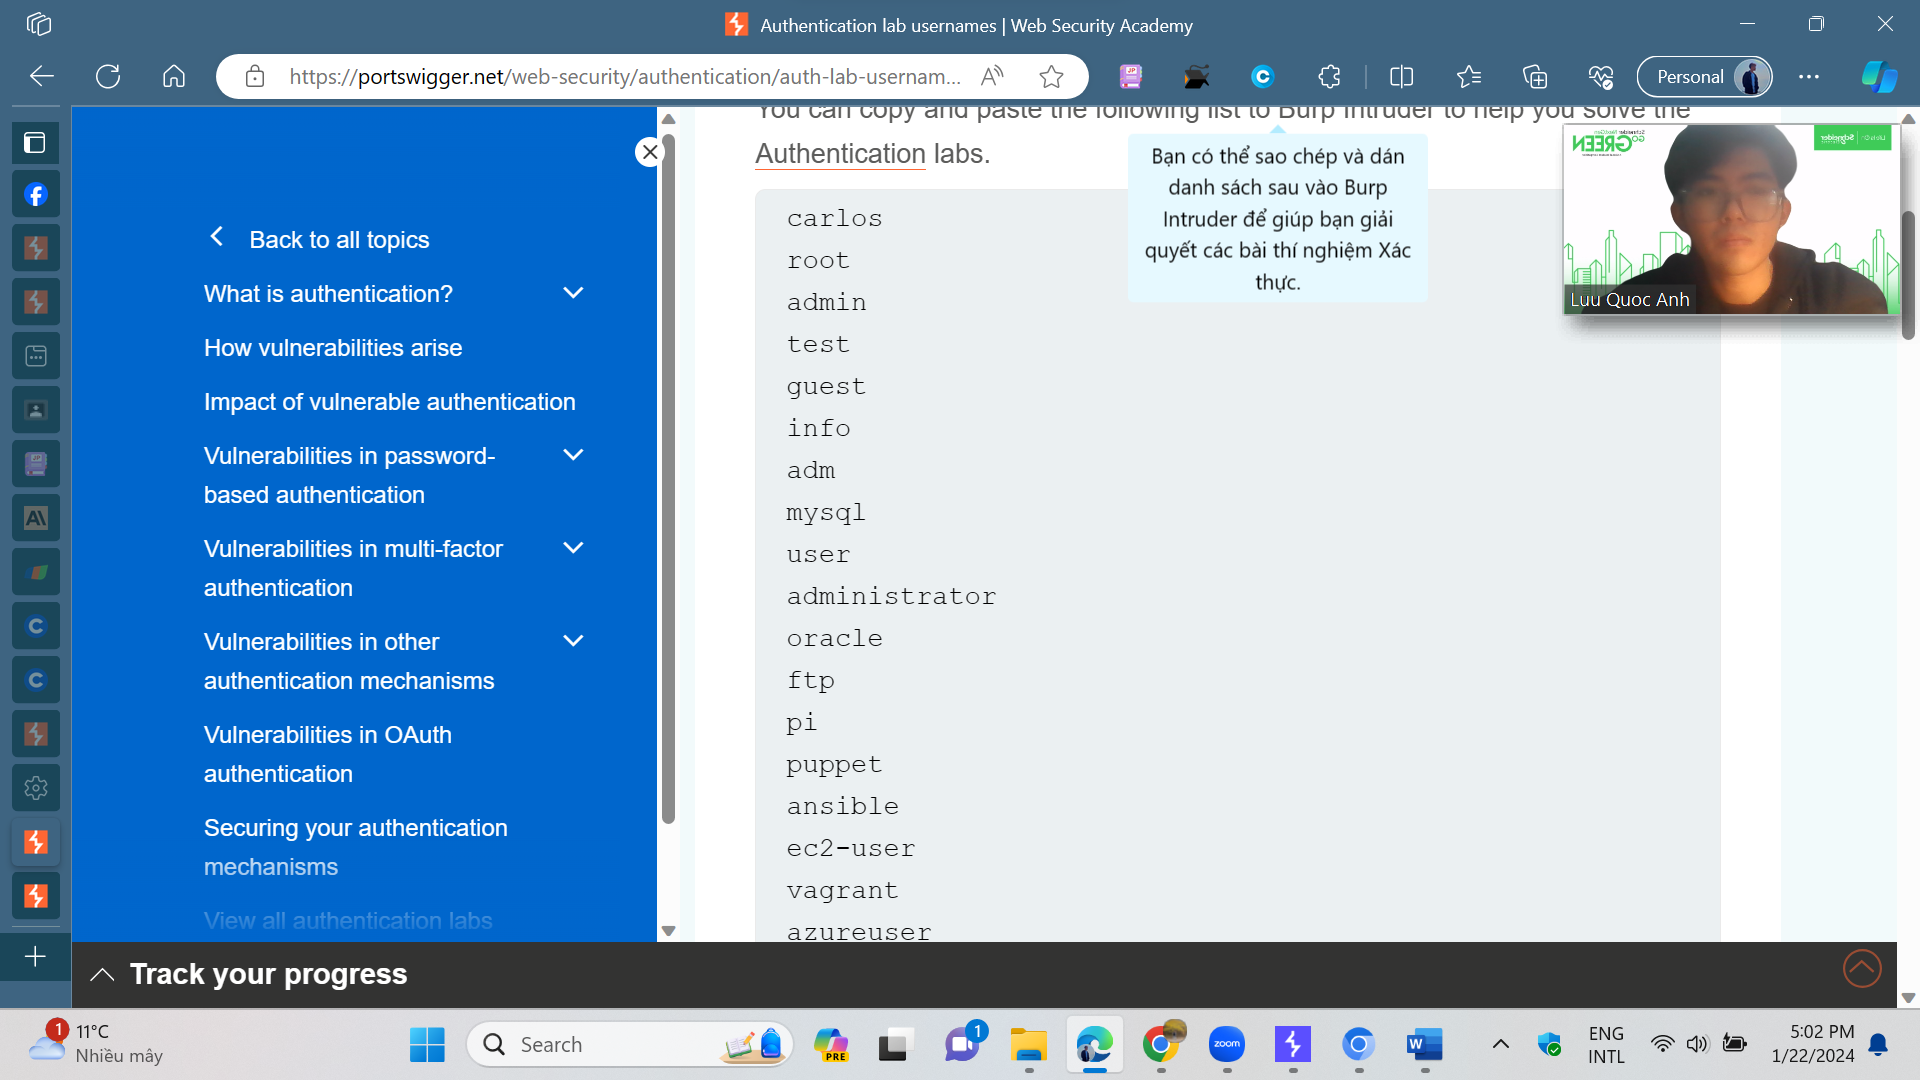 Authentication lab usernames | Web Security Academy
https://portswigger.net/web-security/authentication/auth-lab-usernam...
Personal
You can copy and paste the following list to Burp Intruder to help you solve the
Authentication labs.
Bạn có thể sao chép và dán
danh sách sau vào Burp
Intruder để giúp bạn giải
quyết các bài thí nghiệm Xác
thực.
GREEN
Luu Quoc Anh
Back to all topics
What is authentication?
How vulnerabilities arise
Impact of vulnerable authentication
Vulnerabilities in password-
based authentication
Vulnerabilities in multi-factor
authentication
Vulnerabilities in other
authentication mechanisms
Vulnerabilities in OAuth
authentication
Securing your authentication
mechanisms
View all authentication labs
carlos
root
admin
test
guest
info
adm
mysql
user
administrator
oracle
ftp
pi
puppet
ansible
ec2-user
vagrant
azureuser
Track your progress
1
11°C
Nhiều mây
Search
PRE
1
zoom
W
ENG
INTL
5:02 PM
1/22/2024